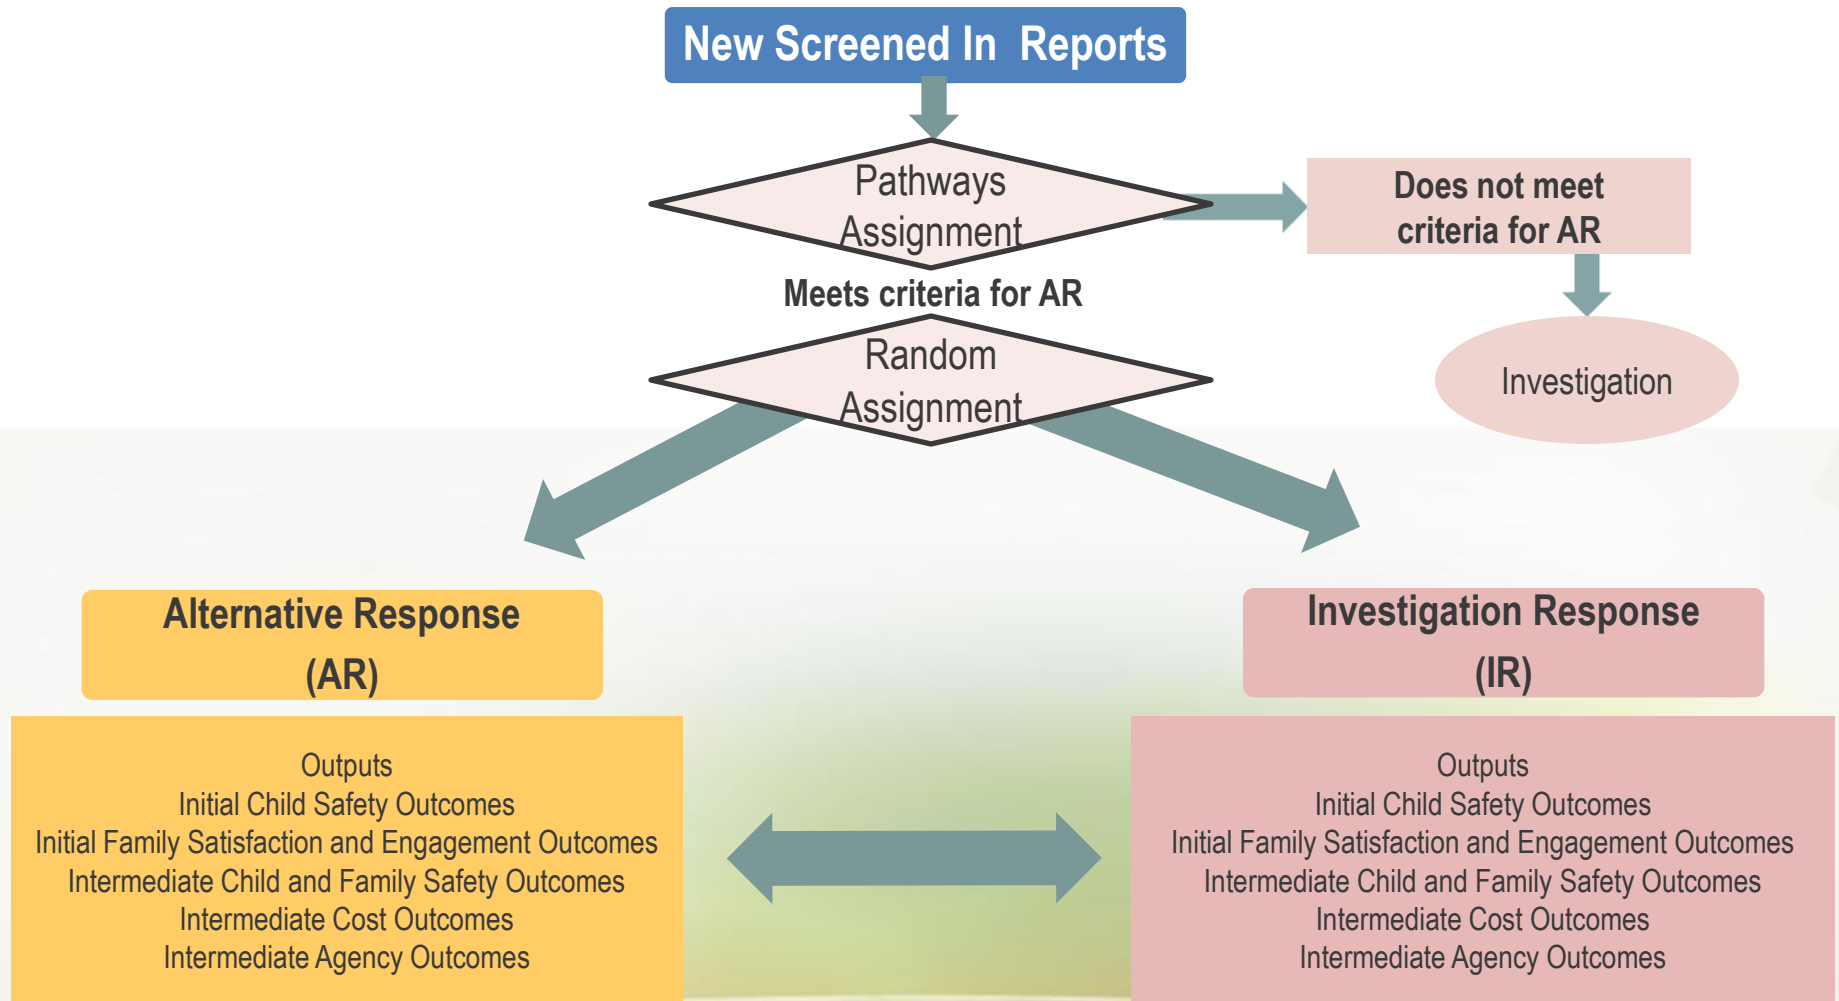 New Screened In  Reports
Pathways
Assignment
Does not meet
criteria for AR
Meets criteria for AR
Random
Assignment
Investigation
Alternative Response
(AR)
Investigation Response
(IR)
Outputs
Initial Child Safety Outcomes
Initial Family Satisfaction and Engagement Outcomes
Intermediate Child and Family Safety Outcomes
Intermediate Cost Outcomes
Intermediate Agency Outcomes
Outputs
Initial Child Safety Outcomes
Initial Family Satisfaction and Engagement Outcomes
Intermediate Child and Family Safety Outcomes
Intermediate Cost Outcomes
Intermediate Agency Outcomes